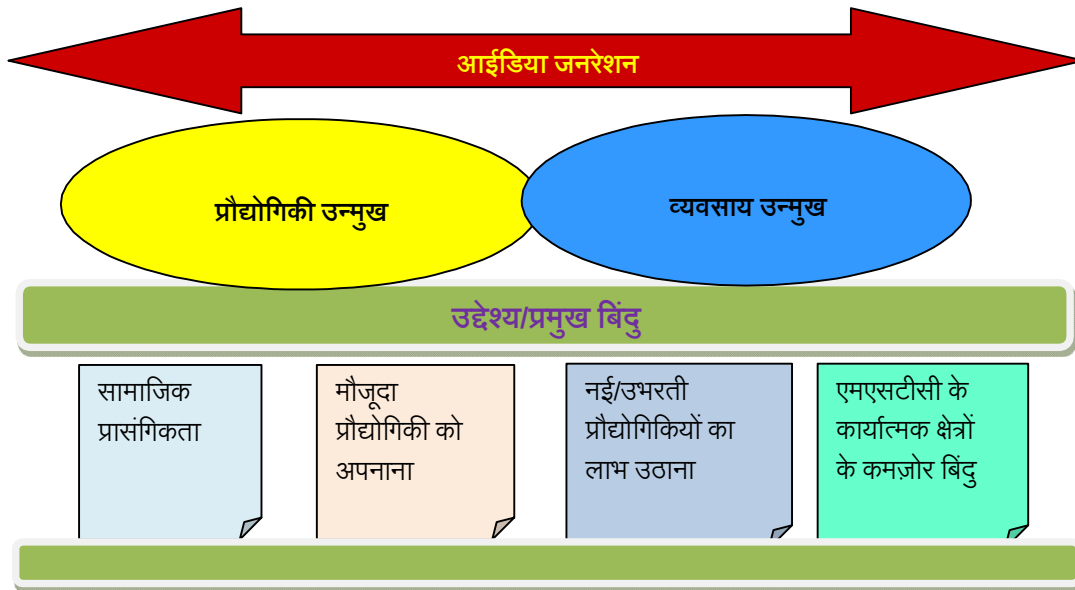 आईडिया जनरेशन
प्रौद्योगिकी उन्मुख
व्यवसाय उन्मुख
उद्देश्य/प्रमुख बिंदु
सामाजिक
प्रासंगिकता
मौजूदा
प्रौद्योगिकी को
अपनाना
नई/उभरती
प्रौद्योगिकियों का
लाभ उठाना
एमएसटीसी के
कार्यात्मक क्षेत्रों
के कमज़ोर बिंदु